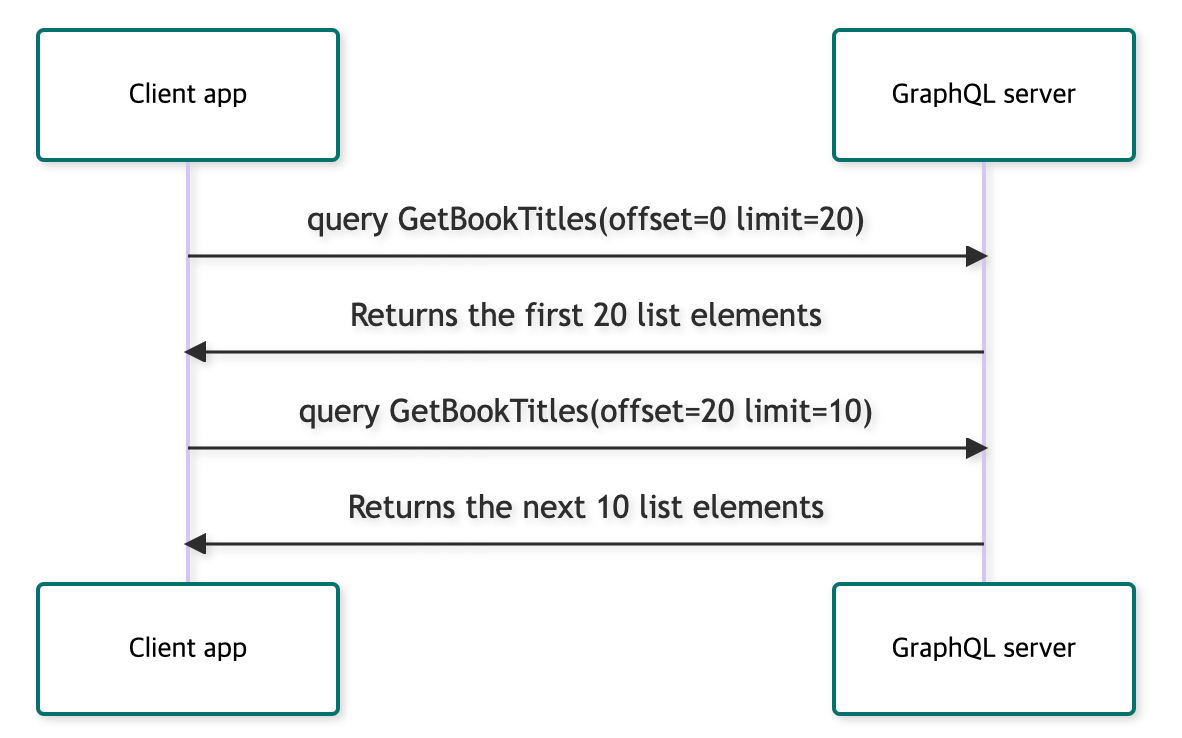 Client app
GraphQL server
query GetBookTitles(offset=0 limit=20)
Returns the first 20 list elements
query GetBookTitles(offset=20 limit=10)
Returns the next 10 list elements
Client app
GraphQL server